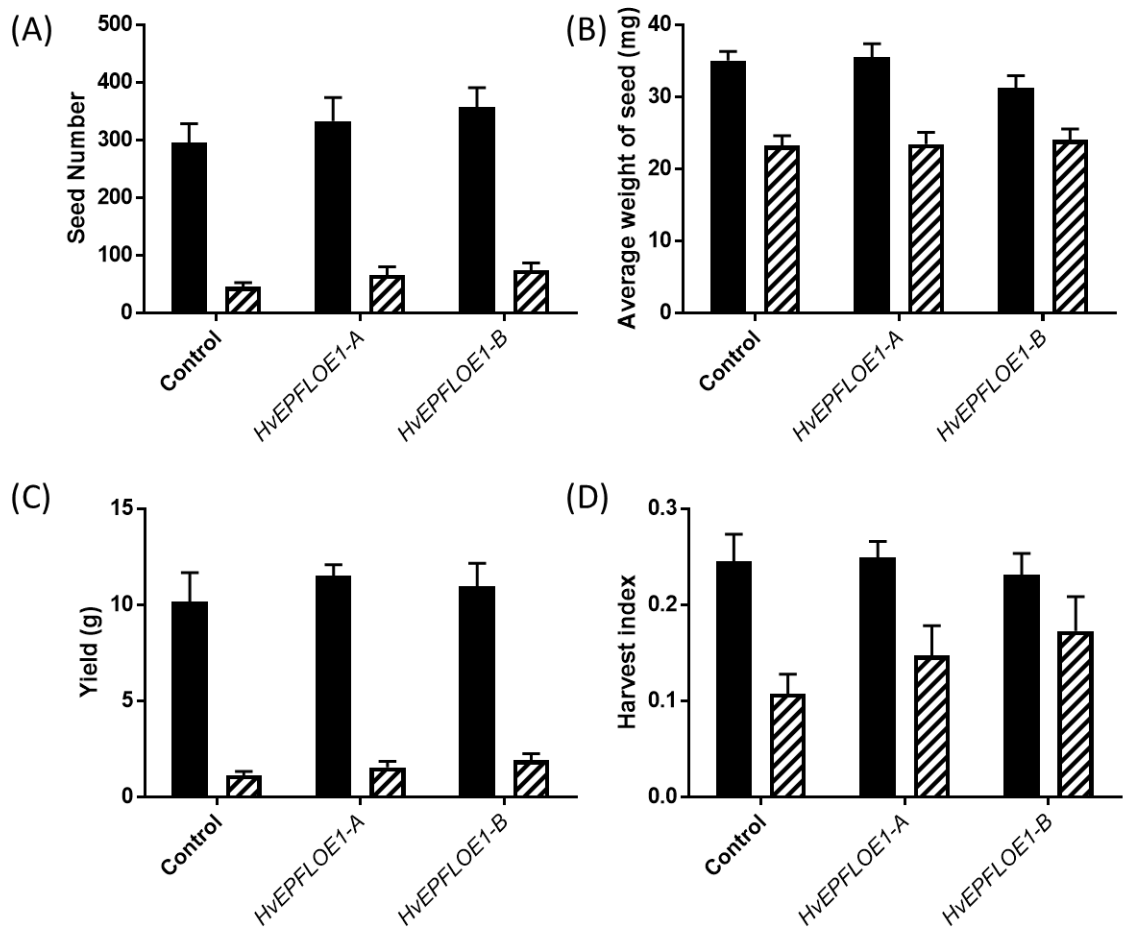 (A)
500
400
300
200
100
0
Seed Number
Control
HvEPFLOE1-A
HvEPFLOE1-B
(B)
40
30
20
10
0
Average weight of seed (mg)
Control
HvEPFLOE1-A
HvEPFLOE1-B
(C)
15
10
5
0
Yield (g)
Control
HvEPFLOE1-A
HvEPFLOE1-B
(D)
0.3
0.2
0.1
0.0
Harvest index
Control
HvEPFLOE1-A
HvEPFLOE1-B